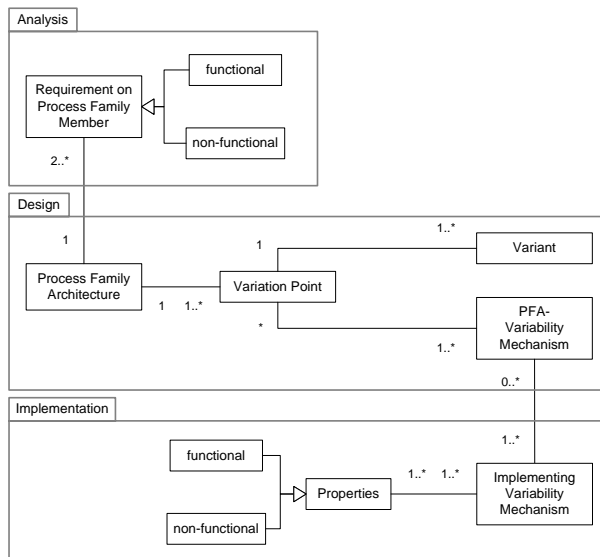 Analysis
functional
Requirement on
Process Family
Member
non-functional
2..*
Design
1
1
1..*
Variant
Process Family
Architecture
Variation Point
1
1..*
*
1..*
PFA-
Variability
Mechanism
0..*
Implementation
1..*
functional
Properties
1..*
1..*
Implementing
Variability
Mechanism
non-functional